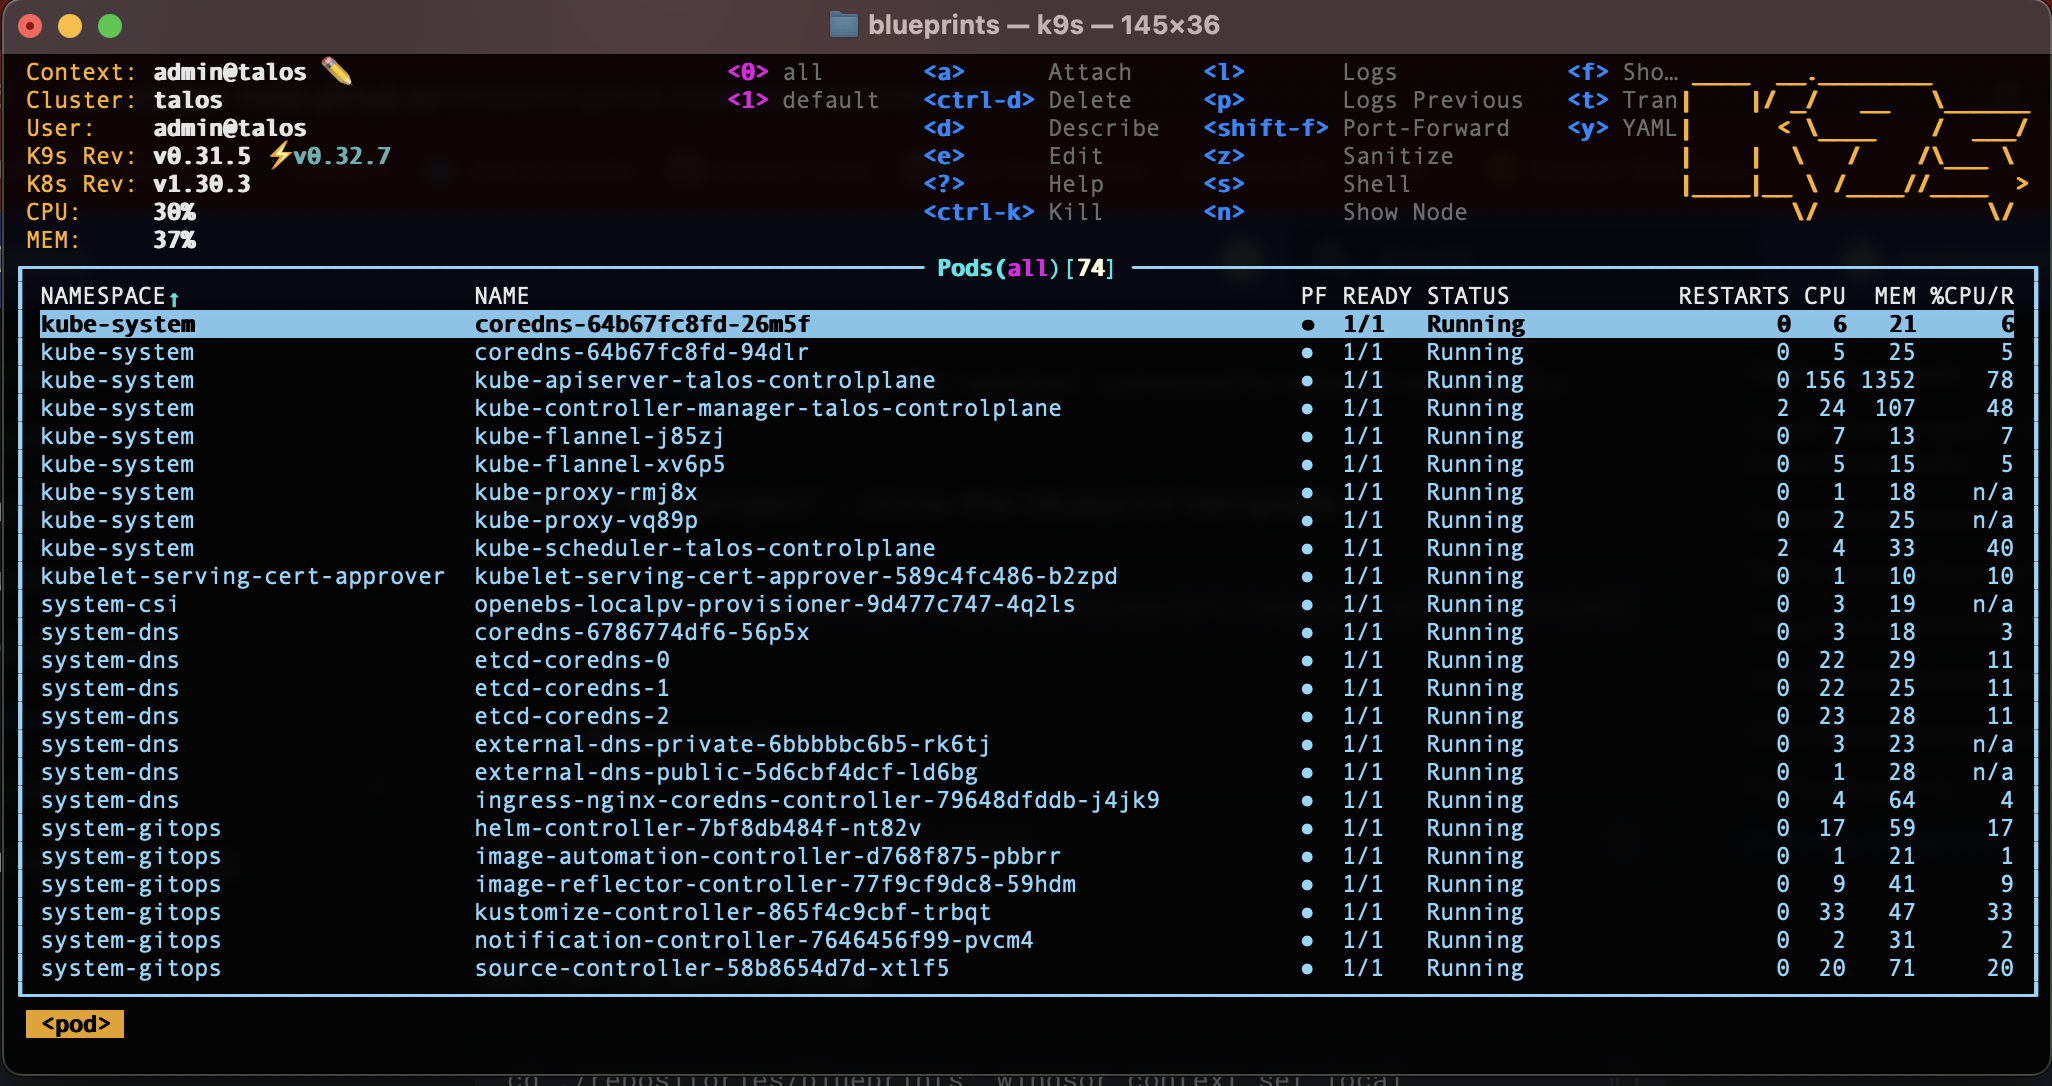 blueprints — k9s — 145×36
Context: admin@talos <0> all <a> Attach <l> Logs <f> Sho…
Cluster: talos <1> default <ctrl-d> Delete <p> Logs Previous <t> Tran
User: admin@talos <d> Describe <shift-f> Port-Forward <y> YAML
K9s Rev: v0.31.5 ⚡v0.32.7 <e> Edit <z> Sanitize
K8s Rev: v1.30.3 <?> Help <s> Shell
CPU: 30% <ctrl-k> Kill <n> Show Node
MEM: 37%
Pods(all)[74]
NAMESPACE↑ NAME PF READY STATUS RESTARTS CPU MEM %CPU/R
kube-system coredns-64b67fc8fd-26m5f ● 1/1 Running 0 6 21 6
kube-system coredns-64b67fc8fd-94dlr ● 1/1 Running 0 5 25 5
kube-system kube-apiserver-talos-controlplane ● 1/1 Running 0 156 1352 78
kube-system kube-controller-manager-talos-controlplane ● 1/1 Running 2 24 107 48
kube-system kube-flannel-j85zj ● 1/1 Running 0 7 13 7
kube-system kube-flannel-xv6p5 ● 1/1 Running 0 5 15 5
kube-system kube-proxy-rmj8x ● 1/1 Running 0 1 18 n/a
kube-system kube-proxy-vq89p ● 1/1 Running 0 2 25 n/a
kube-system kube-scheduler-talos-controlplane ● 1/1 Running 2 4 33 40
kubelet-serving-cert-approver kubelet-serving-cert-approver-589c4fc486-b2zpd ● 1/1 Running 0 1 10 10
system-csi openebs-localpv-provisioner-9d477c747-4q2ls ● 1/1 Running 0 3 19 n/a
system-dns coredns-6786774df6-56p5x ● 1/1 Running 0 3 18 3
system-dns etcd-coredns-0 ● 1/1 Running 0 22 29 11
system-dns etcd-coredns-1 ● 1/1 Running 0 22 25 11
system-dns etcd-coredns-2 ● 1/1 Running 0 23 28 11
system-dns external-dns-private-6bbbbbc6b5-rk6tj ● 1/1 Running 0 3 23 n/a
system-dns external-dns-public-5d6cbf4dcf-ld6bg ● 1/1 Running 0 1 28 n/a
system-dns ingress-nginx-coredns-controller-79648dfddb-j4jk9 ● 1/1 Running 0 4 64 4
system-gitops helm-controller-7bf8db484f-nt82v ● 1/1 Running 0 17 59 17
system-gitops image-automation-controller-d768f875-pbbrr ● 1/1 Running 0 1 21 1
system-gitops image-reflector-controller-77f9cf9dc8-59hdm ● 1/1 Running 0 9 41 9
system-gitops kustomize-controller-865f4c9cbf-trbqt ● 1/1 Running 0 33 47 33
system-gitops notification-controller-7646456f99-pvcm4 ● 1/1 Running 0 2 31 2
system-gitops source-controller-58b8654d7d-xtlf5 ● 1/1 Running 0 20 71 20
<pod>